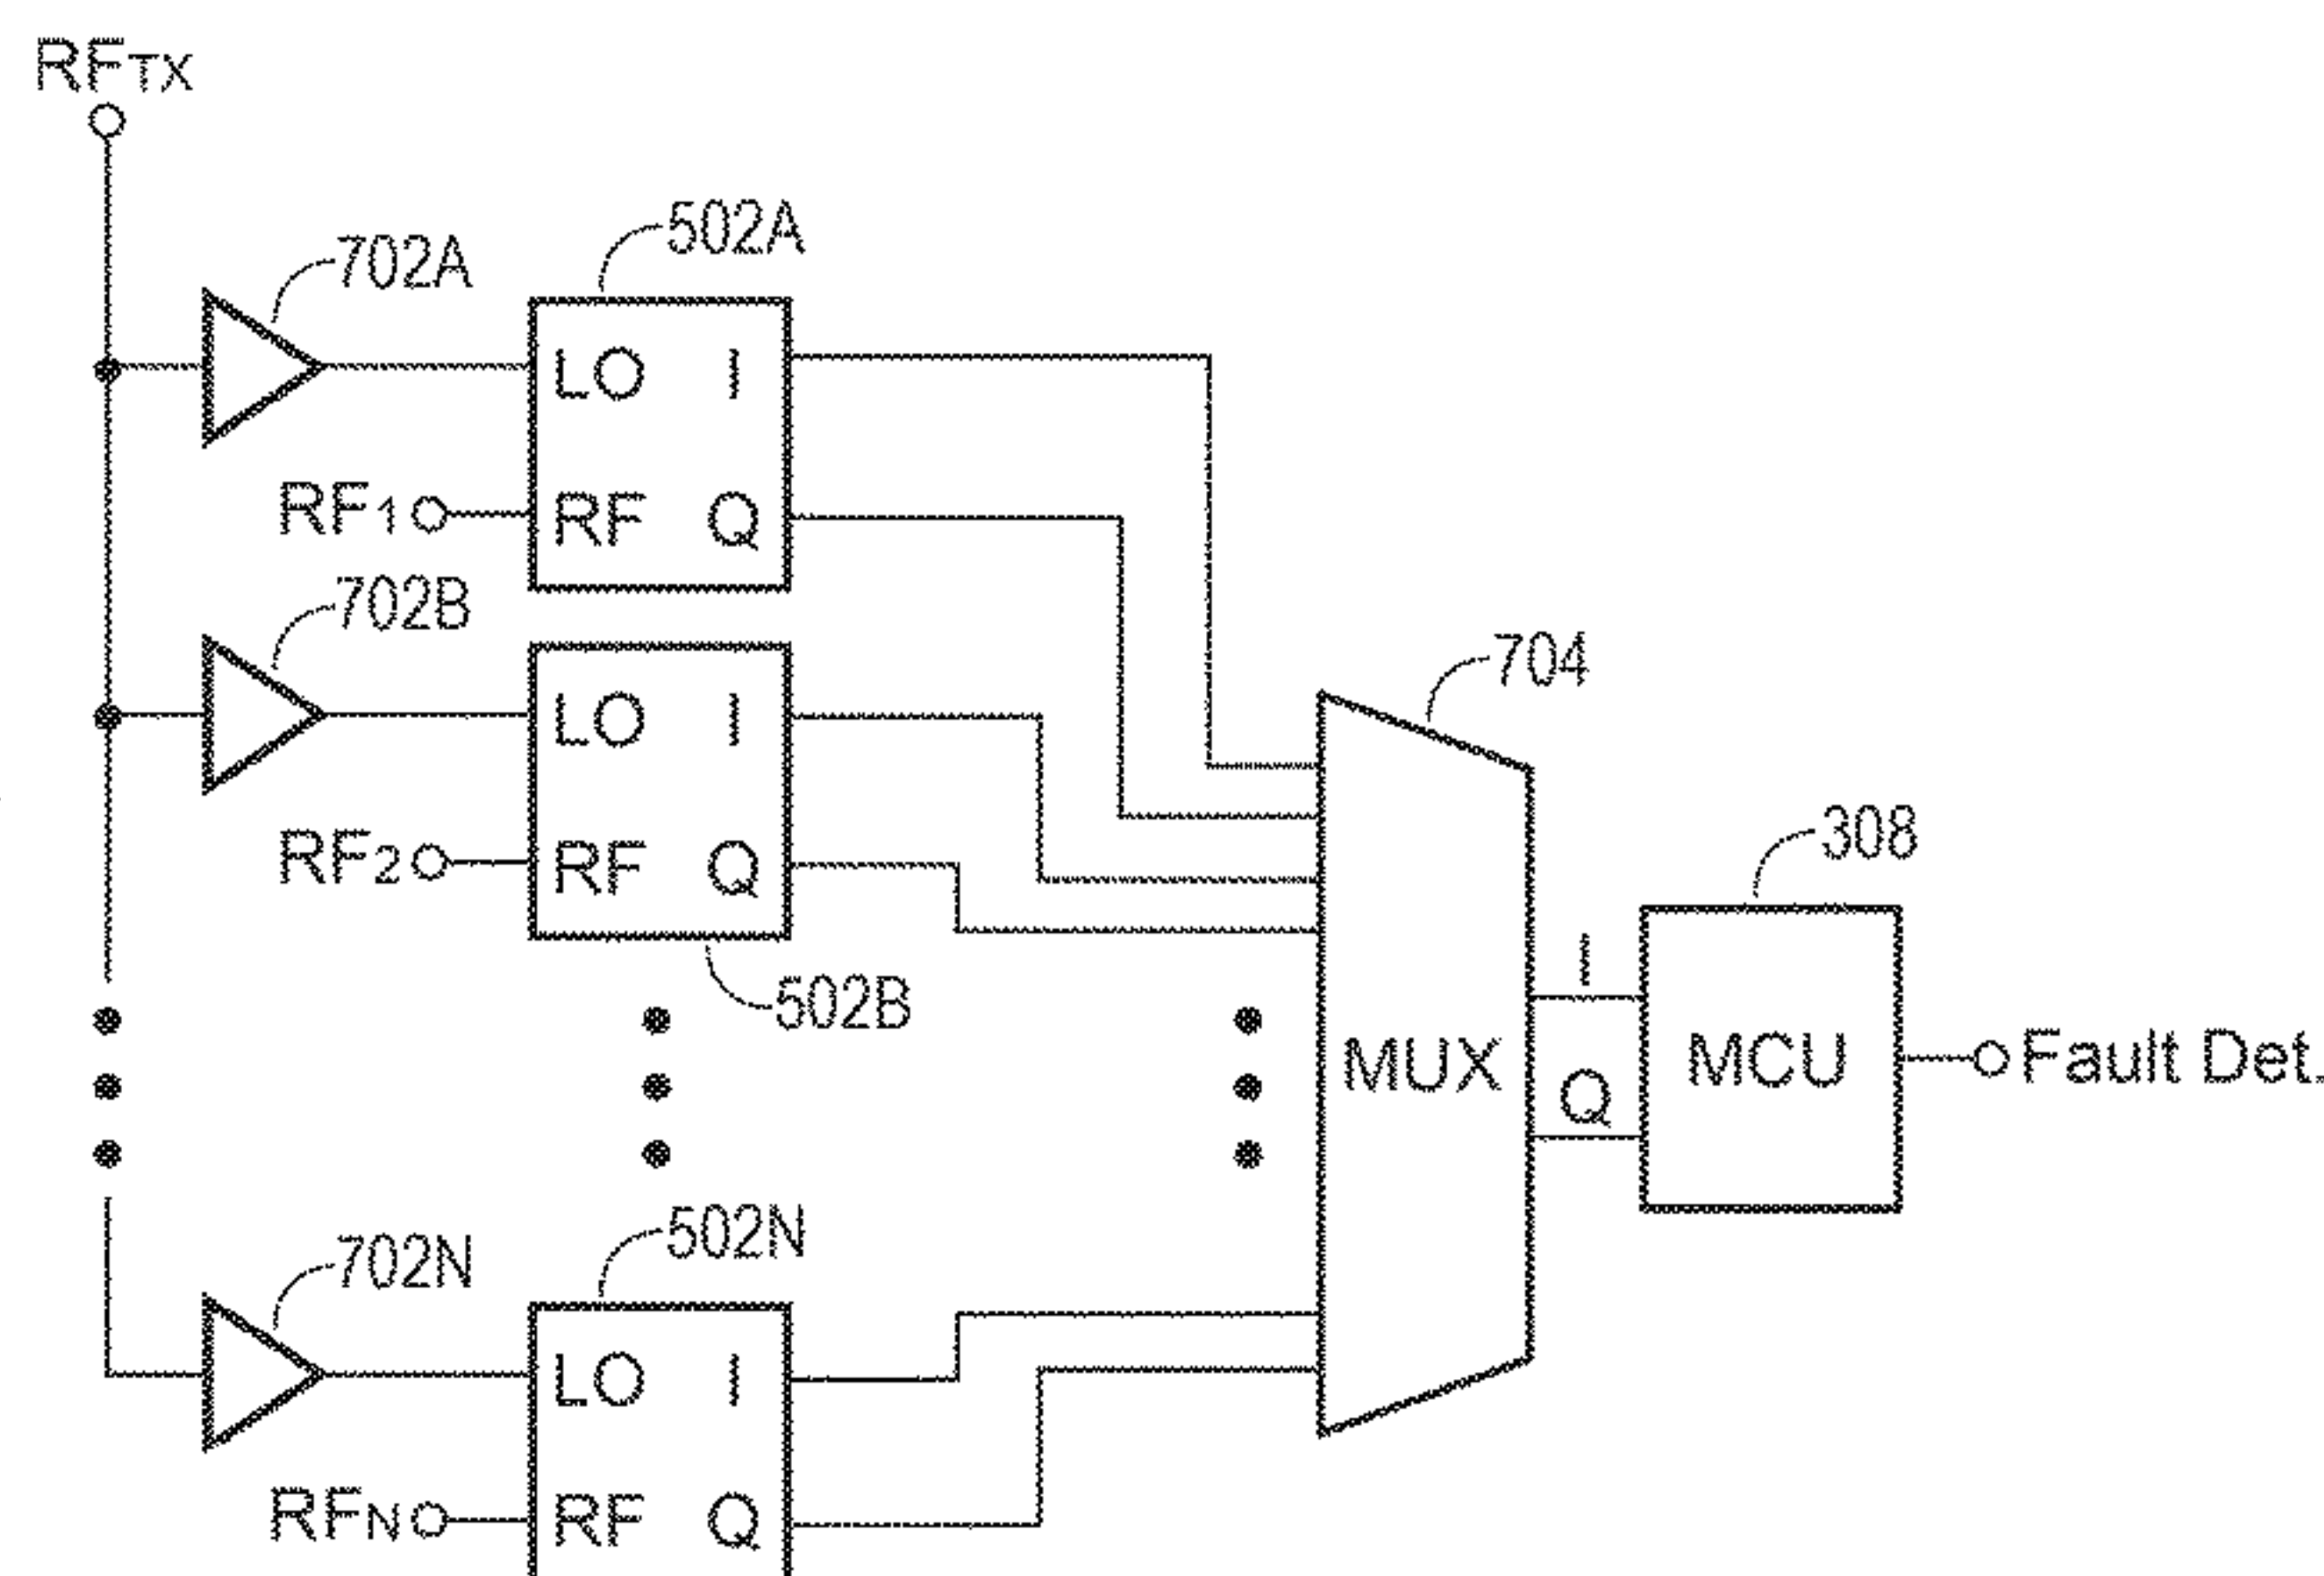 RFTX
502A
702A
LO I
RF1 RF Q
702B
704
LO I
308
RF2 RF Q
502B
I
MUX MCU Fault Det.
Q
502N
702N
LO I
RFN RF Q